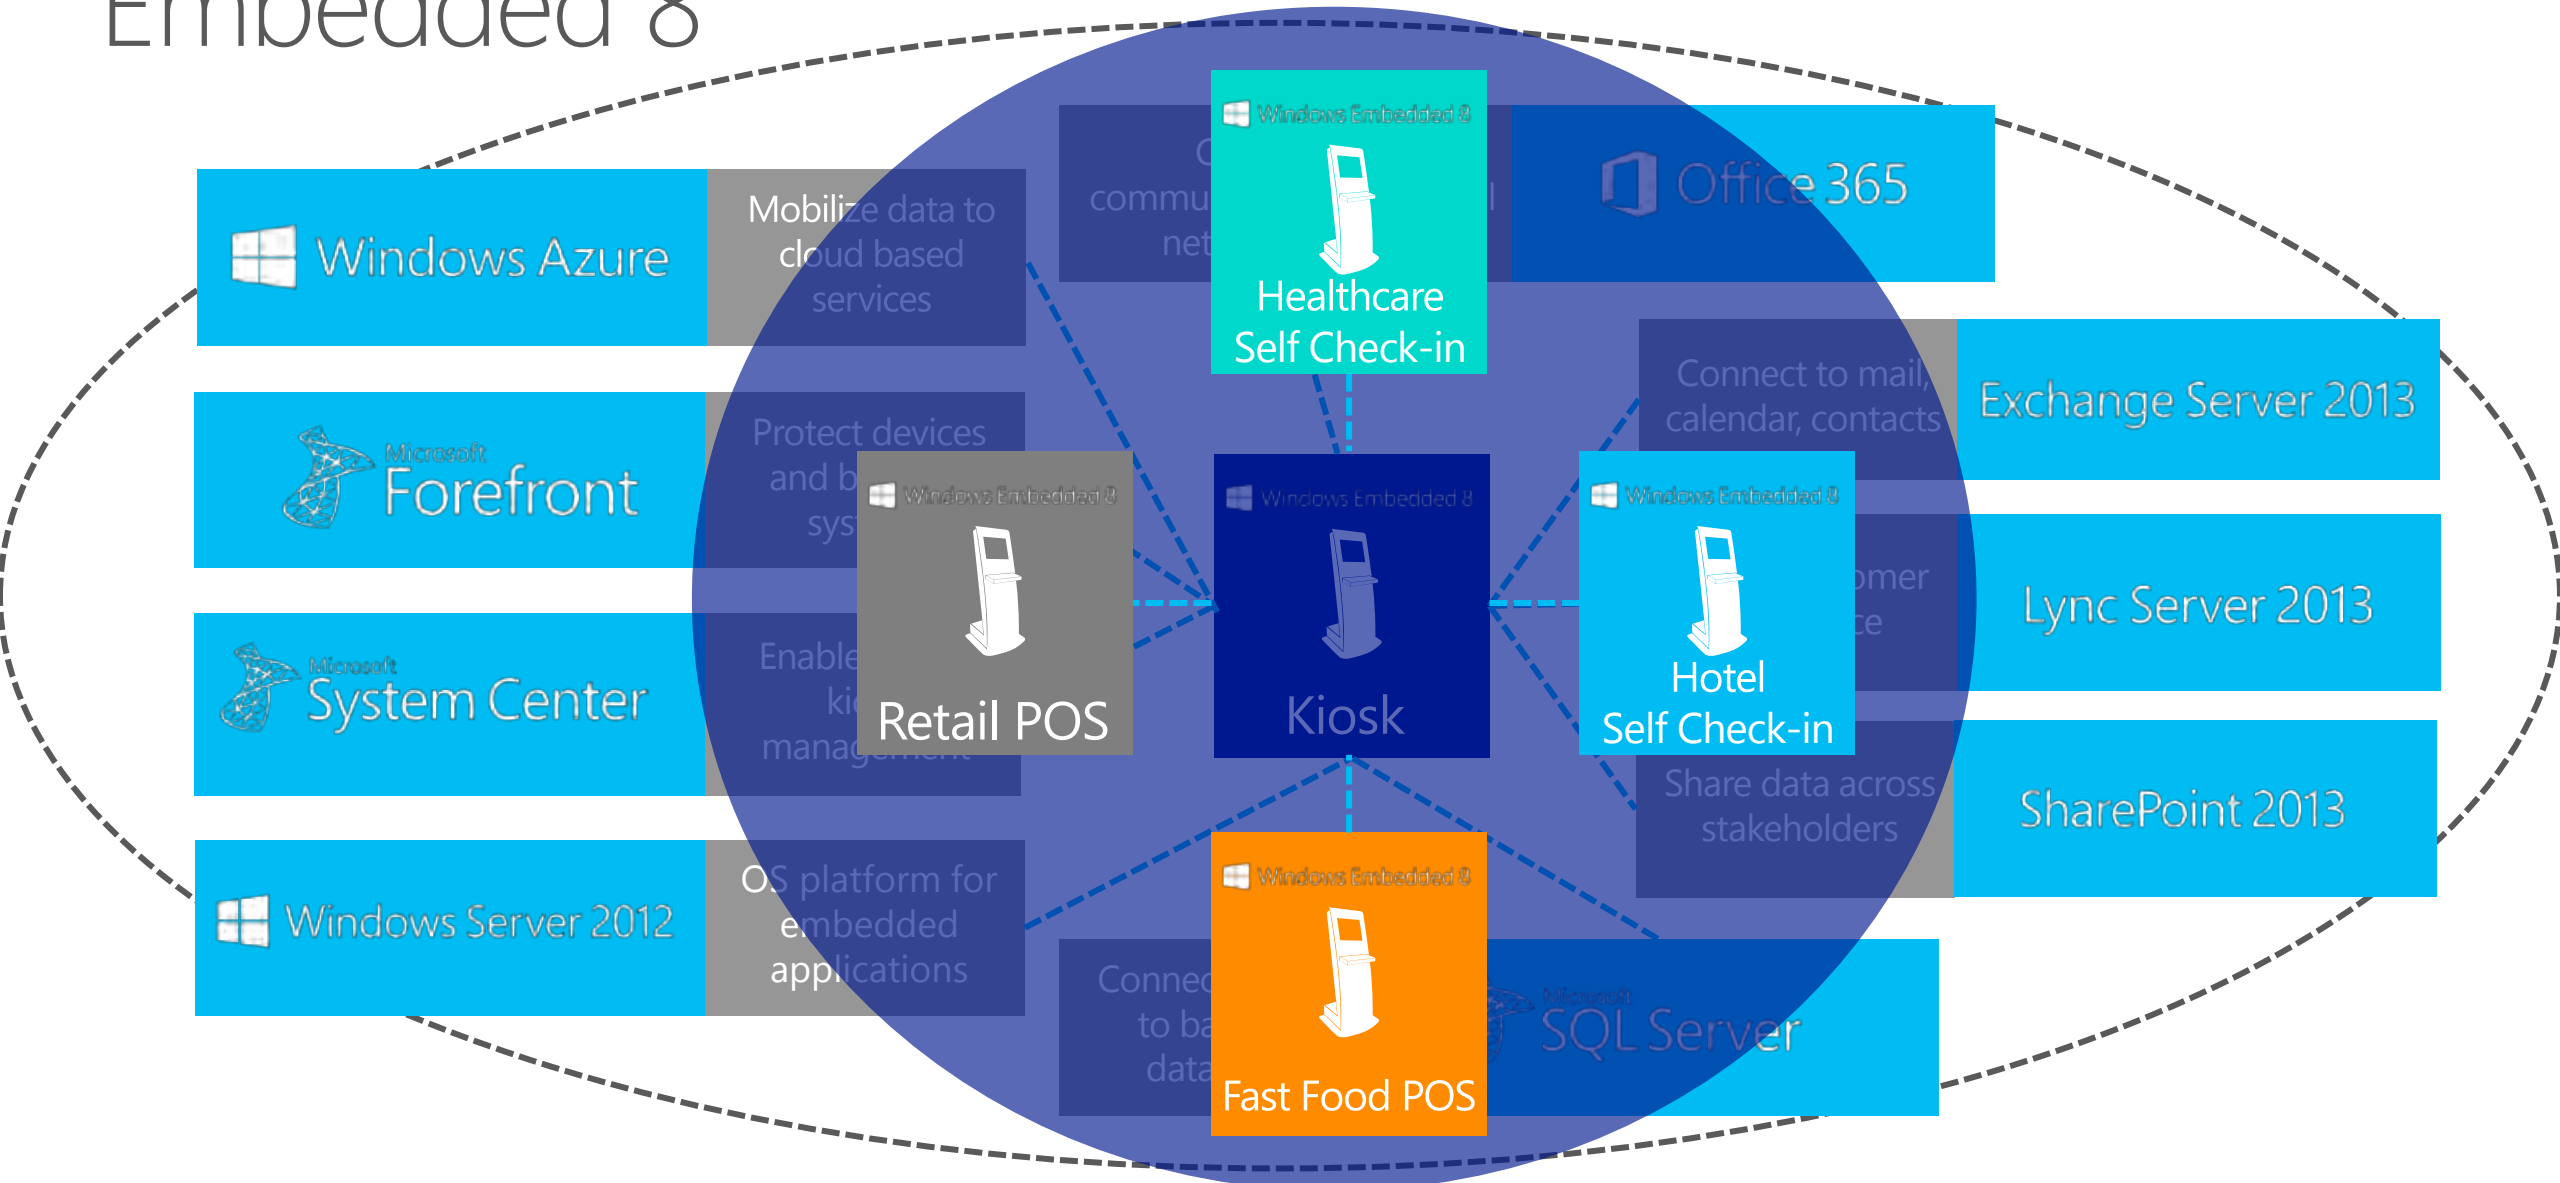 Embedded 8
Windows Azure
Mobilize data to
cloud based
services
Microsoft
Forefront
Protect devices
and
Microsoft
System Center
Enable
Windows Server 2012
OS platform for
embedded
applications
Windows Embedded 8
Healthcare
Self Check-in
Office 365
Windows Embedded 8
Retail POS
Windows Embedded 8
Kiosk
Windows Embedded 8
Hotel
Self Check-in
Windows Embedded 8
Fast Food POS
Connect to mail,
calendar, contacts
Exchange Server 2013
Lync Server 2013
Share data across
stakeholders
SharePoint 2013
to
Microsoft
SQL Server